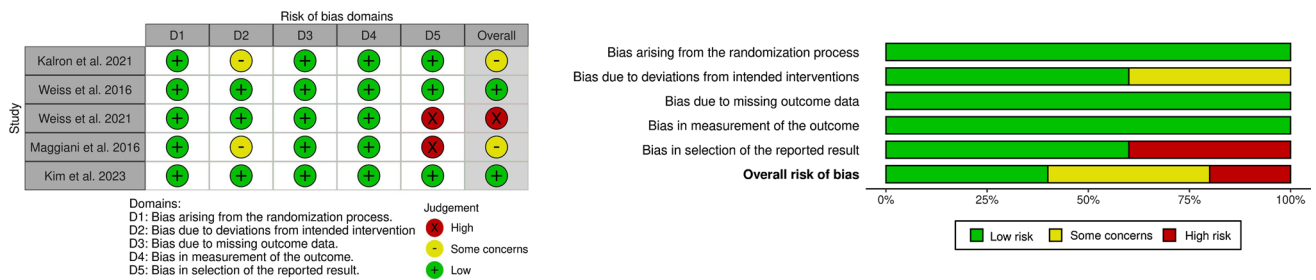 Risk of bias domains
D1 D2 D3 D4 D5 Overall
Study
Kalron et al. 2021 + - + + + -
Weiss et al. 2016 + + + + + +
Weiss et al. 2021 + + + + X X
Maggiani et al. 2016 + - + + X -
Kim et al. 2023 + + + + + +
Domains:
D1: Bias arising from the randomization process.
D2: Bias due to deviations from intended intervention
D3: Bias due to missing outcome data.
D4: Bias in measurement of the outcome.
D5: Bias in selection of the reported result.
Judgement
X High
- Some concerns
+ Low
Bias arising from the randomization process
Bias due to deviations from intended interventions
Bias due to missing outcome data
Bias in measurement of the outcome
Bias in selection of the reported result
Overall risk of bias
0% 25% 50% 75% 100%
Low risk Some concerns High risk